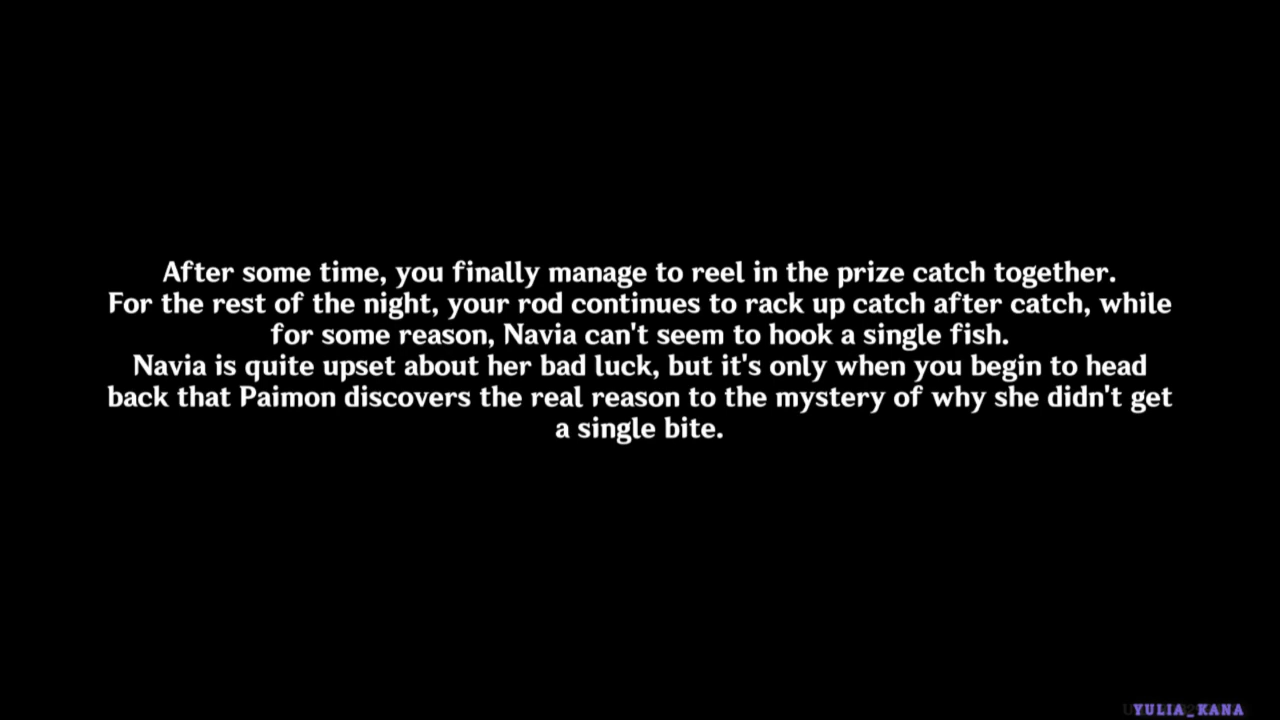 After some time, you finally manage to reel in the prize catch together.
For the rest of the night, your rod continues to rack up catch after catch, while
for some reason, Navia can't seem to hook a single fish.
Navia is quite upset about her bad luck, but it's only when you begin to head
back that Paimon discovers the real reason to the mystery of why she didn't get
a single bite.
YULIA_KANA